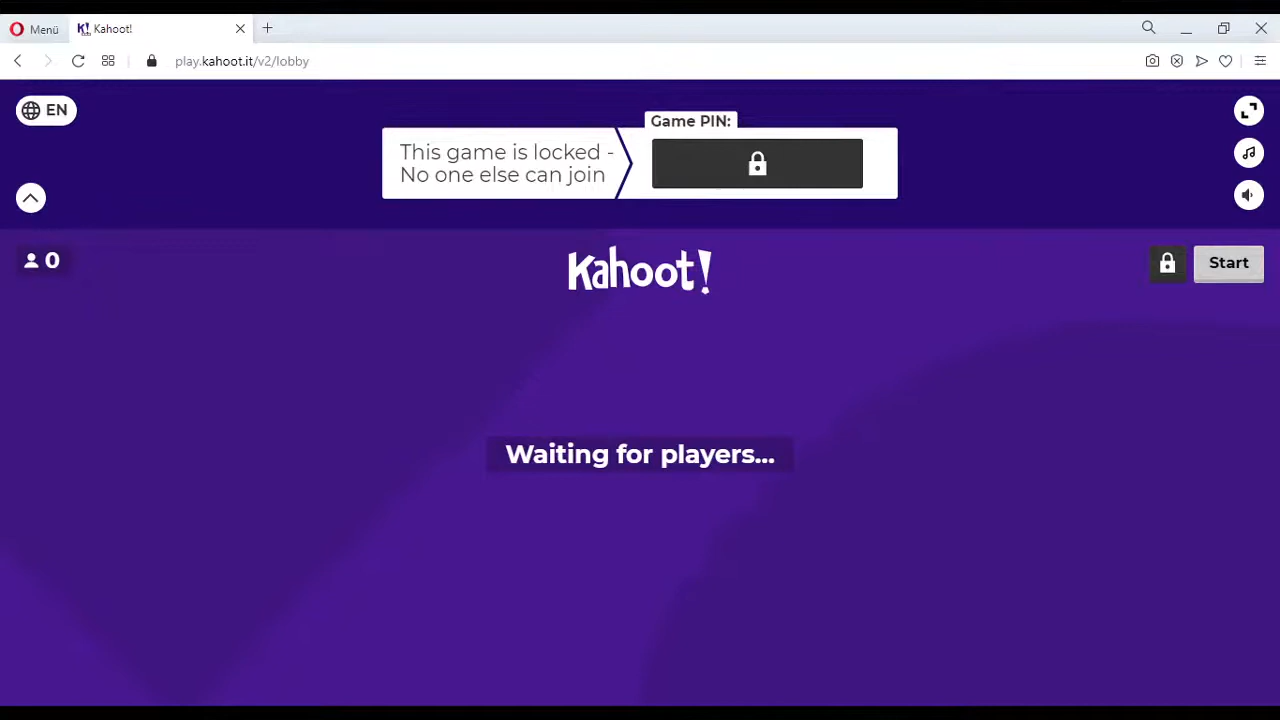 Menü
K! Kahoot!
play.kahoot.it/v2/lobby
EN
Game PIN:
This game is locked -
No one else can join
0
Kahoot!
Start
Waiting for players...